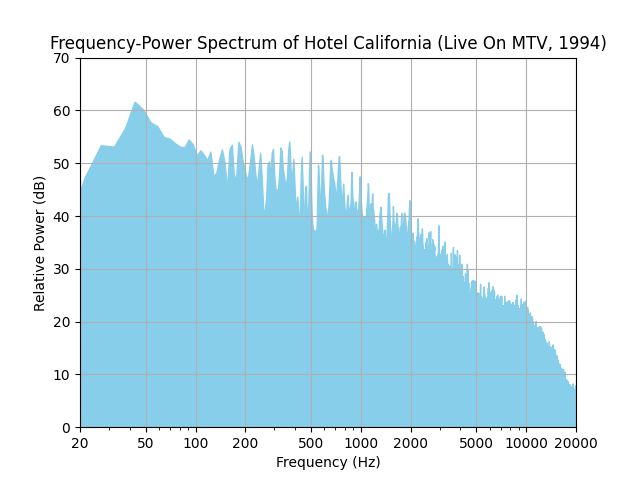 Frequency-Power Spectrum of Hotel California (Live On MTV, 1994)
70
60
50
40
30
20
10
0
Relative Power (dB)
20 50 100 200 500 1000 2000 5000 10000 20000
Frequency (Hz)